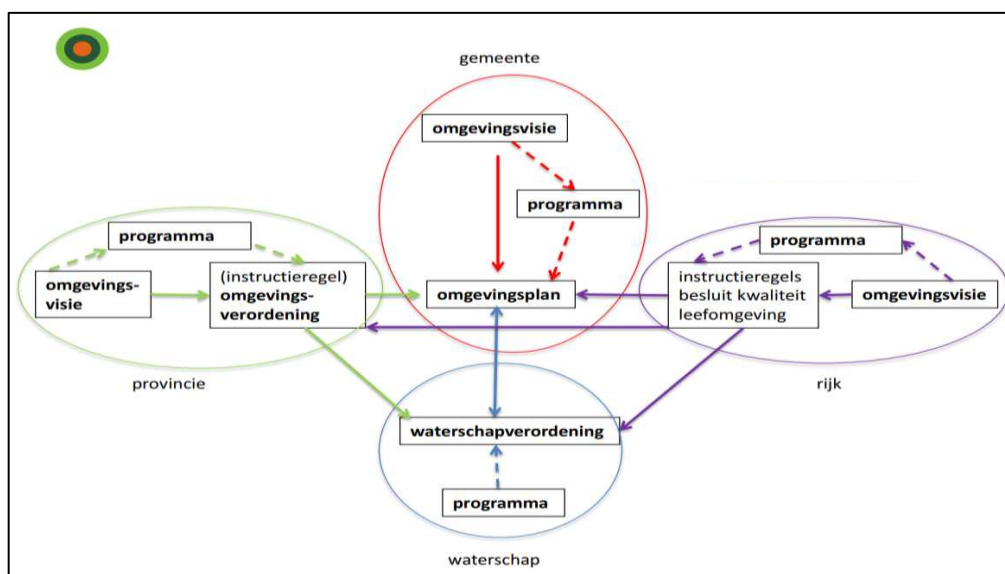 gemeente
omgevingsvisie
programma
omgevingsplan
programma
omgevings-
visie
(instructieregel)
omgevings-
verordening
provincie
programma
instructieregels
besluit kwaliteit
leefomgeving
omgevingsvisie
rijk
waterschapverordening
programma
waterschap